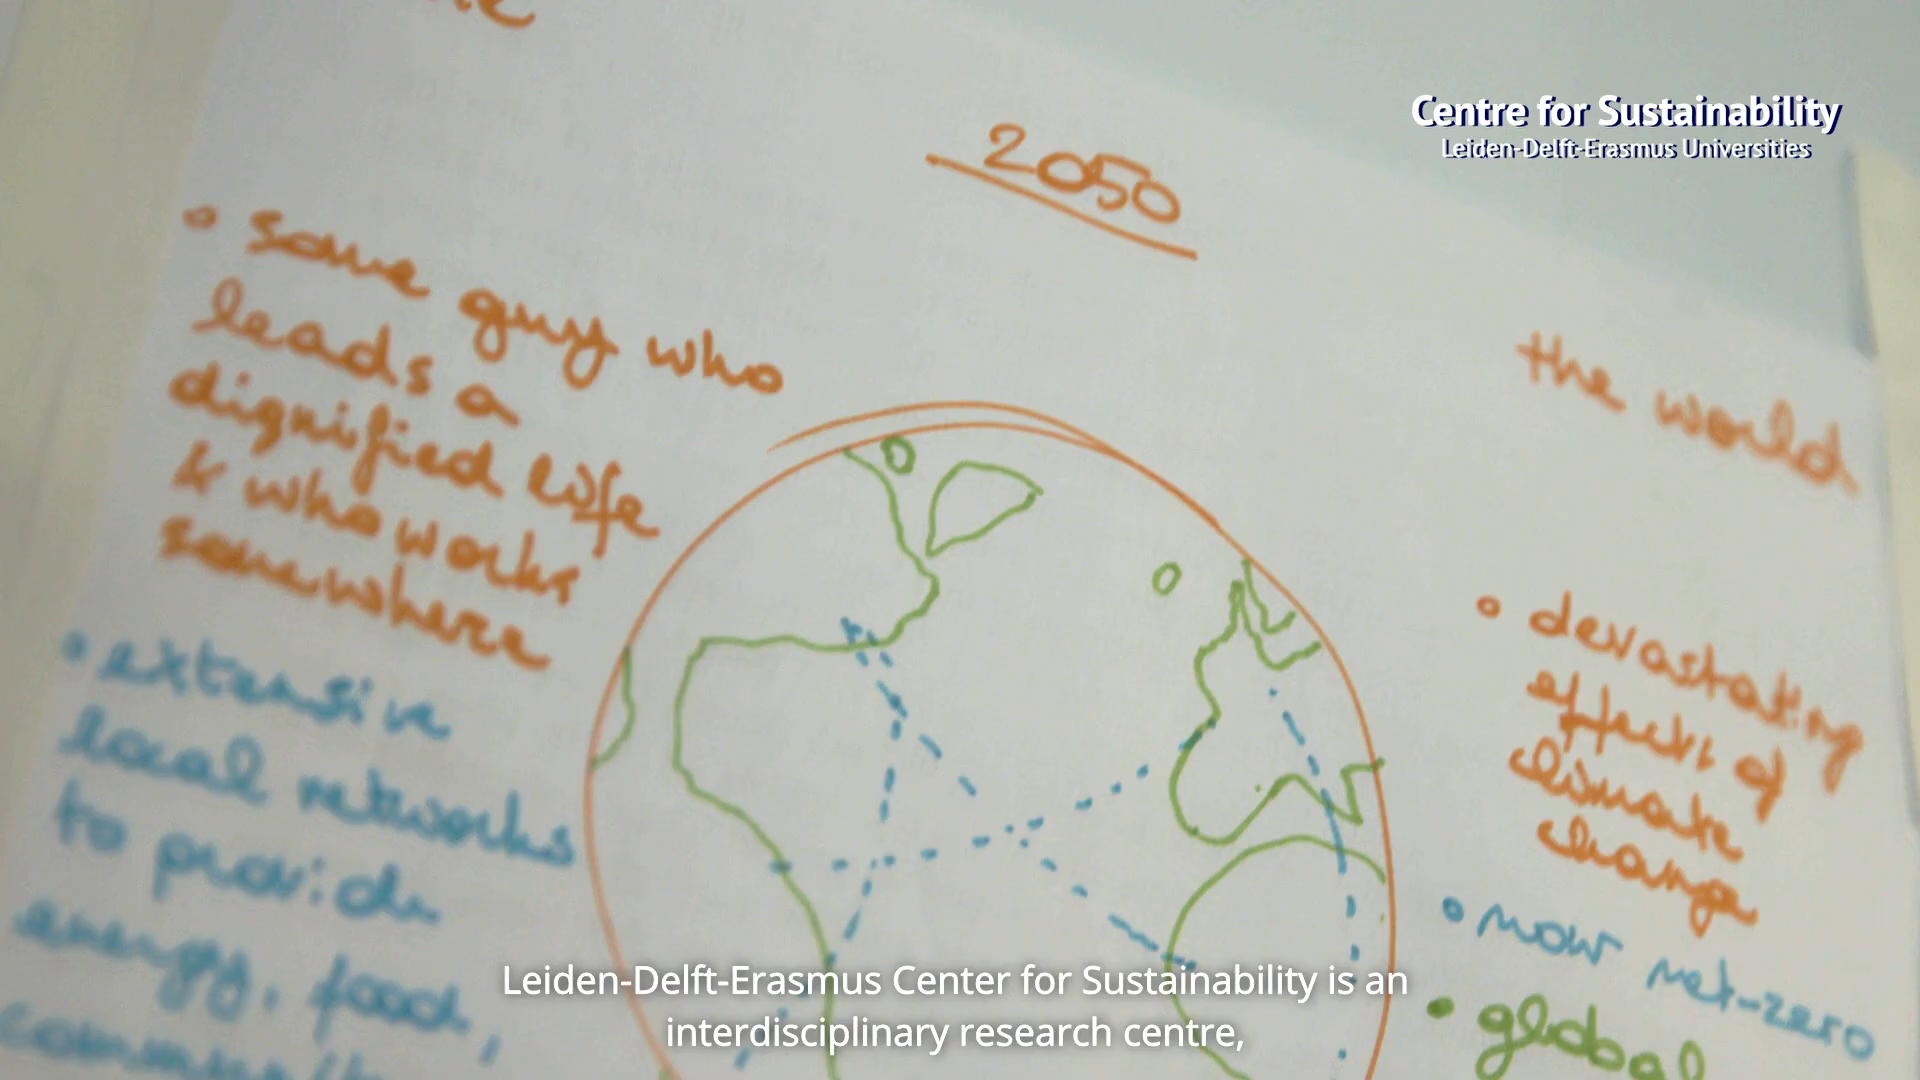 Centre for Sustainability
Leiden-Delft-Erasmus Universities
2050
• some guy who
leads a
dignified life
& who works
somewhere
• extensive
local networks
to provide
energy, food,
the world
• devastating
effects of
climate
change
• now net-zero
• global
Leiden-Delft-Erasmus Center for Sustainability is an
interdisciplinary research centre,